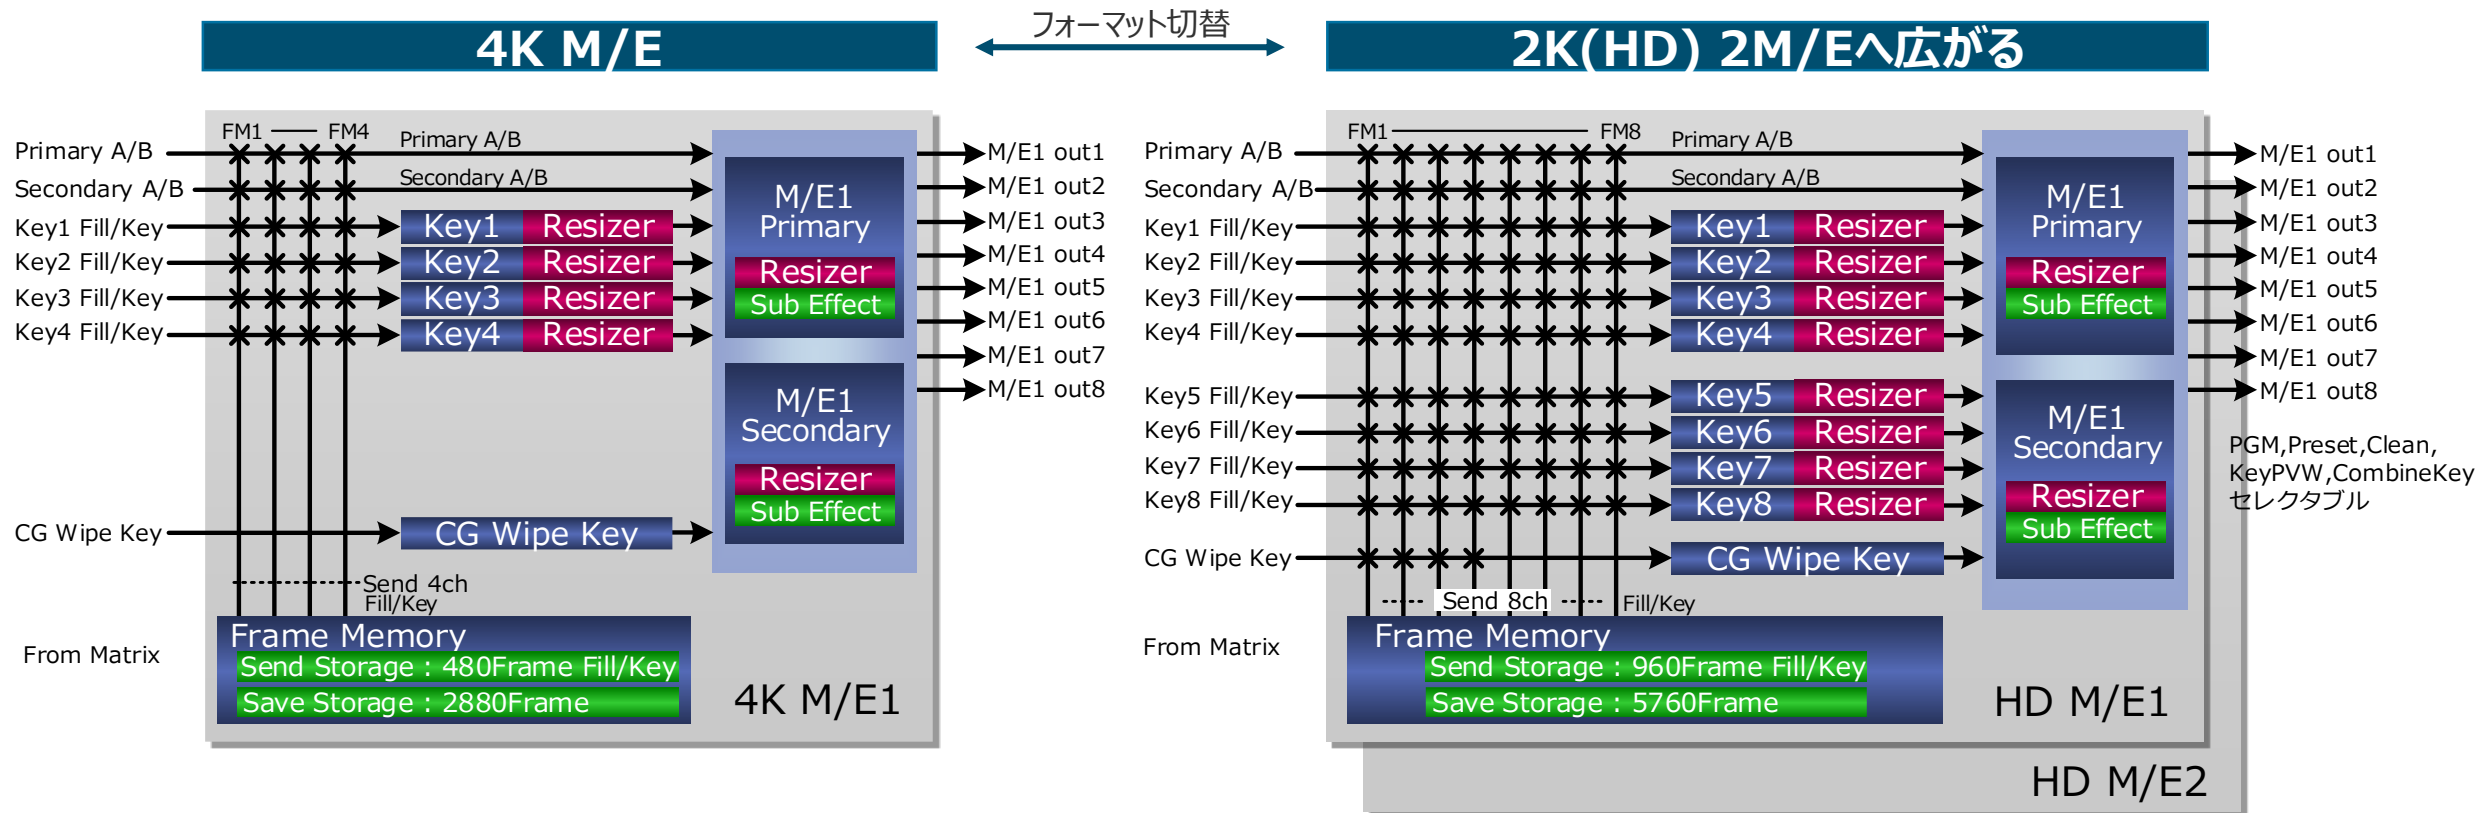 フォーマット切替
4K M/E
2K(HD) 2M/Eへ広がる
FM1
FM4
Primary A/B
Primary A/B
Secondary A/B
Secondary A/B
Key1 Fill/Key
Key1
Resizer
Key2 Fill/Key
Key2
Resizer
Key3 Fill/Key
Key3
Resizer
Key4 Fill/Key
Key4
Resizer
CG Wipe Key
CG Wipe Key
Send 4ch
Fill/Key
M/E1
Primary
Resizer
Sub Effect
M/E1
Secondary
Resizer
Sub Effect
M/E1 out1
M/E1 out2
M/E1 out3
M/E1 out4
M/E1 out5
M/E1 out6
M/E1 out7
M/E1 out8
From Matrix
Frame Memory
Send Storage : 480Frame Fill/Key
Save Storage : 2880Frame
4K M/E1
FM1
FM8
Primary A/B
Primary A/B
Secondary A/B
Secondary A/B
Key1 Fill/Key
Key1
Resizer
Key2 Fill/Key
Key2
Resizer
Key3 Fill/Key
Key3
Resizer
Key4 Fill/Key
Key4
Resizer
Key5 Fill/Key
Key5
Resizer
Key6 Fill/Key
Key6
Resizer
Key7 Fill/Key
Key7
Resizer
Key8 Fill/Key
Key8
Resizer
CG Wipe Key
CG Wipe Key
Send 8ch
Fill/Key
M/E1
Primary
Resizer
Sub Effect
M/E1
Secondary
Resizer
Sub Effect
M/E1 out1
M/E1 out2
M/E1 out3
M/E1 out4
M/E1 out5
M/E1 out6
M/E1 out7
M/E1 out8
PGM,Preset,Clean,
KeyPVW,CombineKey
セレクタブル
From Matrix
Frame Memory
Send Storage : 960Frame Fill/Key
Save Storage : 5760Frame
HD M/E1
HD M/E2